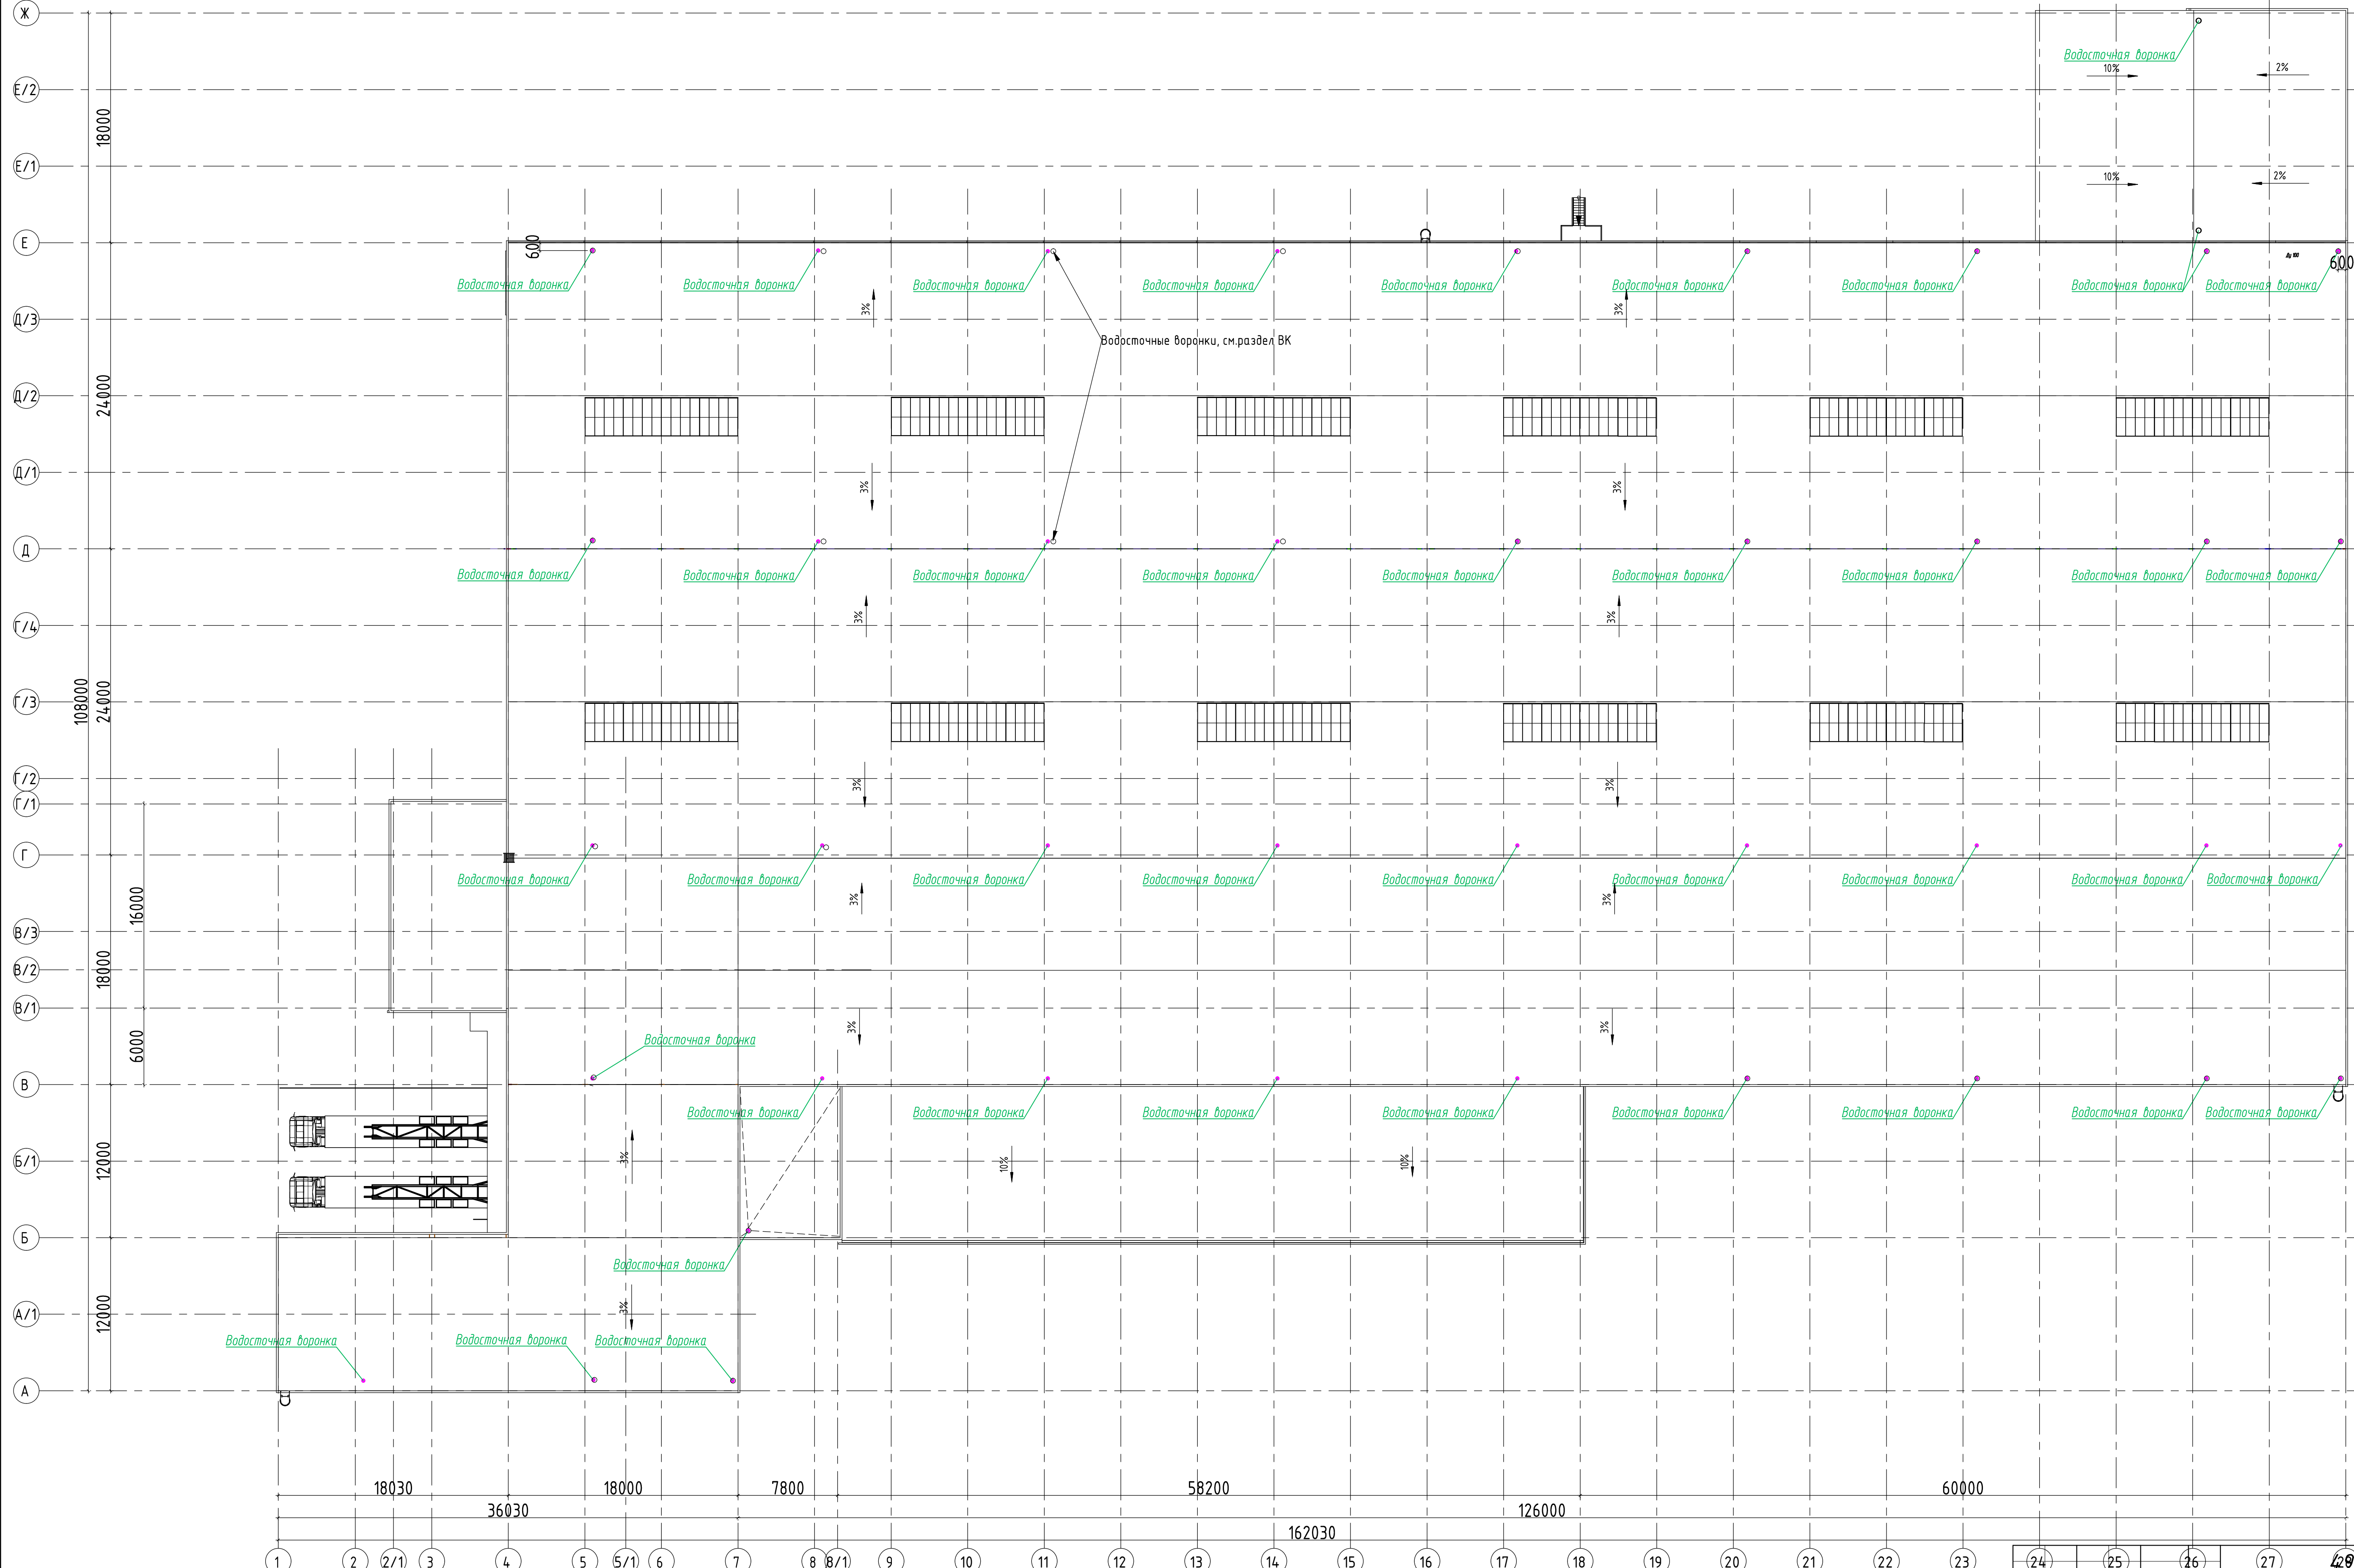 Ж
Водосточная воронка
10%
2%
Е/2
18000
Е/1
10%
2%
Е
600
Ду 100
600
Водосточная воронка
Водосточная воронка
Водосточная воронка
Водосточная воронка
Водосточная воронка
Водосточная воронка
Водосточная воронка
Водосточная воронка
Водосточная воронка
3%
3%
Д/3
Водосточные воронки, см.раздел ВК
Д/2
24000
Д/1
3%
3%
Д
Водосточная воронка
Водосточная воронка
Водосточная воронка
Водосточная воронка
Водосточная воронка
Водосточная воронка
Водосточная воронка
Водосточная воронка
Водосточная воронка
Г/4
3%
3%
Г/3
108000
24000
Г/2
3%
3%
Г/1
Г
Водосточная воронка
Водосточная воронка
Водосточная воронка
Водосточная воронка
Водосточная воронка
Водосточная воронка
Водосточная воронка
Водосточная воронка
Водосточная воронка
16000
3%
3%
В/3
В/2
18000
В/1
3%
3%
6000
Водосточная воронка
В
Водосточная воронка
Водосточная воронка
Водосточная воронка
Водосточная воронка
Водосточная воронка
Водосточная воронка
Водосточная воронка
Водосточная воронка
Б/1
12000
3%
10%
10%
Б
Водосточная воронка
А/1
12000
3%
Водосточная воронка
Водосточная воронка
Водосточная воронка
А
18030
18000
7800
58200
60000
36030
126000
162030
1
2
2/1
3
4
5
5/1
6
7
8
8/1
9
10
11
12
13
14
15
16
17
18
19
20
21
22
23
24
25
26
27
28